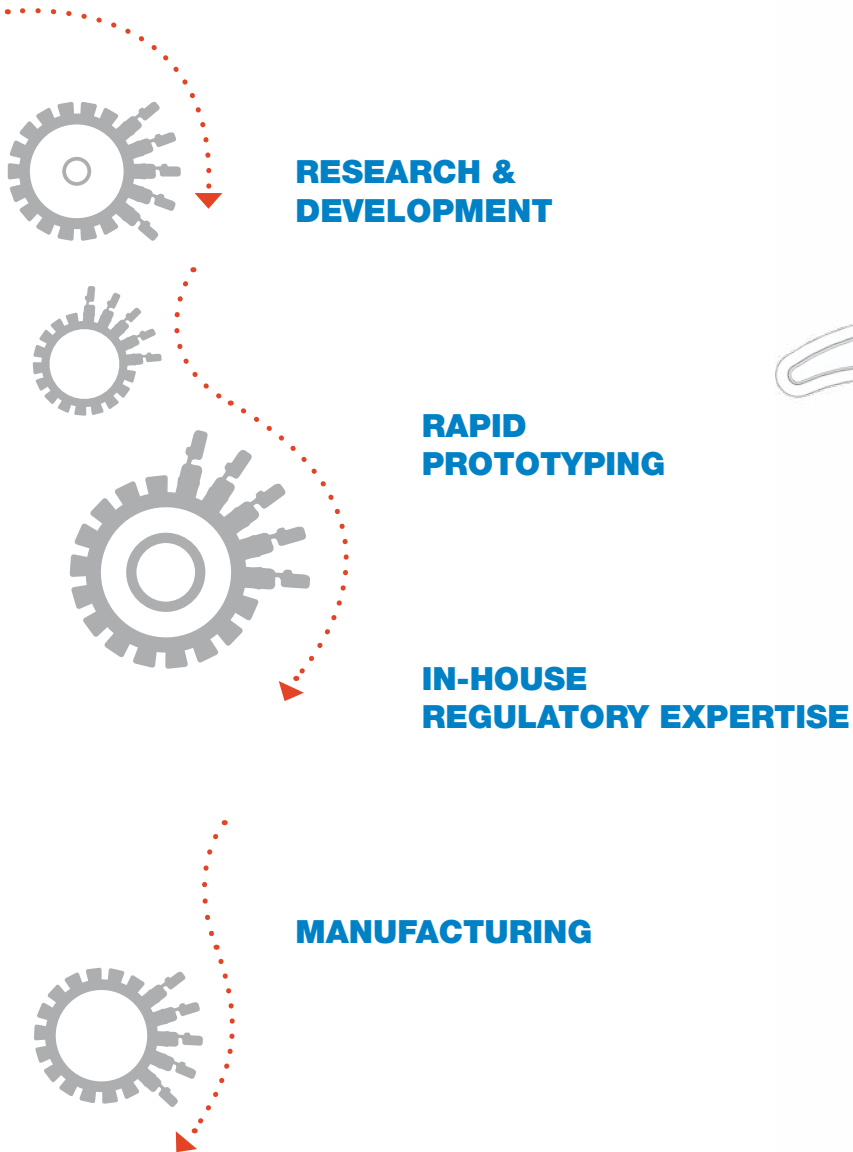 RESEARCH &
DEVELOPMENT
RAPID
PROTOTYPING
IN-HOUSE
REGULATORY EXPERTISE
MANUFACTURING